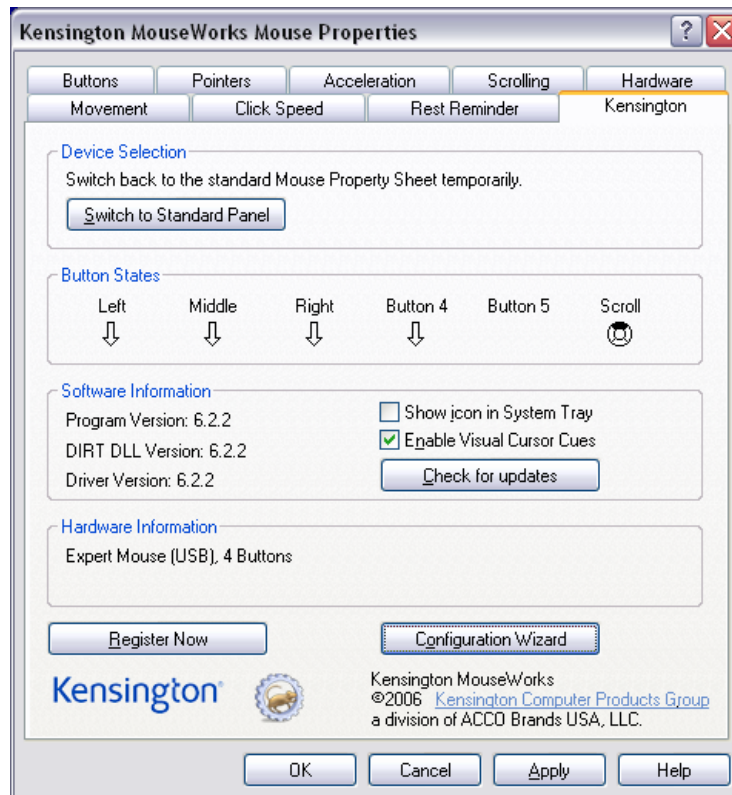 Kensington MouseWorks Mouse Properties
Buttons Pointers Acceleration Scrolling Hardware
Movement Click Speed Rest Reminder Kensington
Device Selection
Switch back to the standard Mouse Property Sheet temporarily.
Switch to Standard Panel
Button States
Left Middle Right Button 4 Button 5 Scroll
Software Information
Program Version: 6.2.2
Show icon in System Tray
DIRT DLL Version: 6.2.2
Enable Visual Cursor Cues
Driver Version: 6.2.2
Check for updates
Hardware Information
Expert Mouse (USB), 4 Buttons
Register Now
Configuration Wizard
Kensington
Kensington MouseWorks
©2006 Kensington Computer Products Group
a division of ACCO Brands USA, LLC.
OK Cancel Apply Help